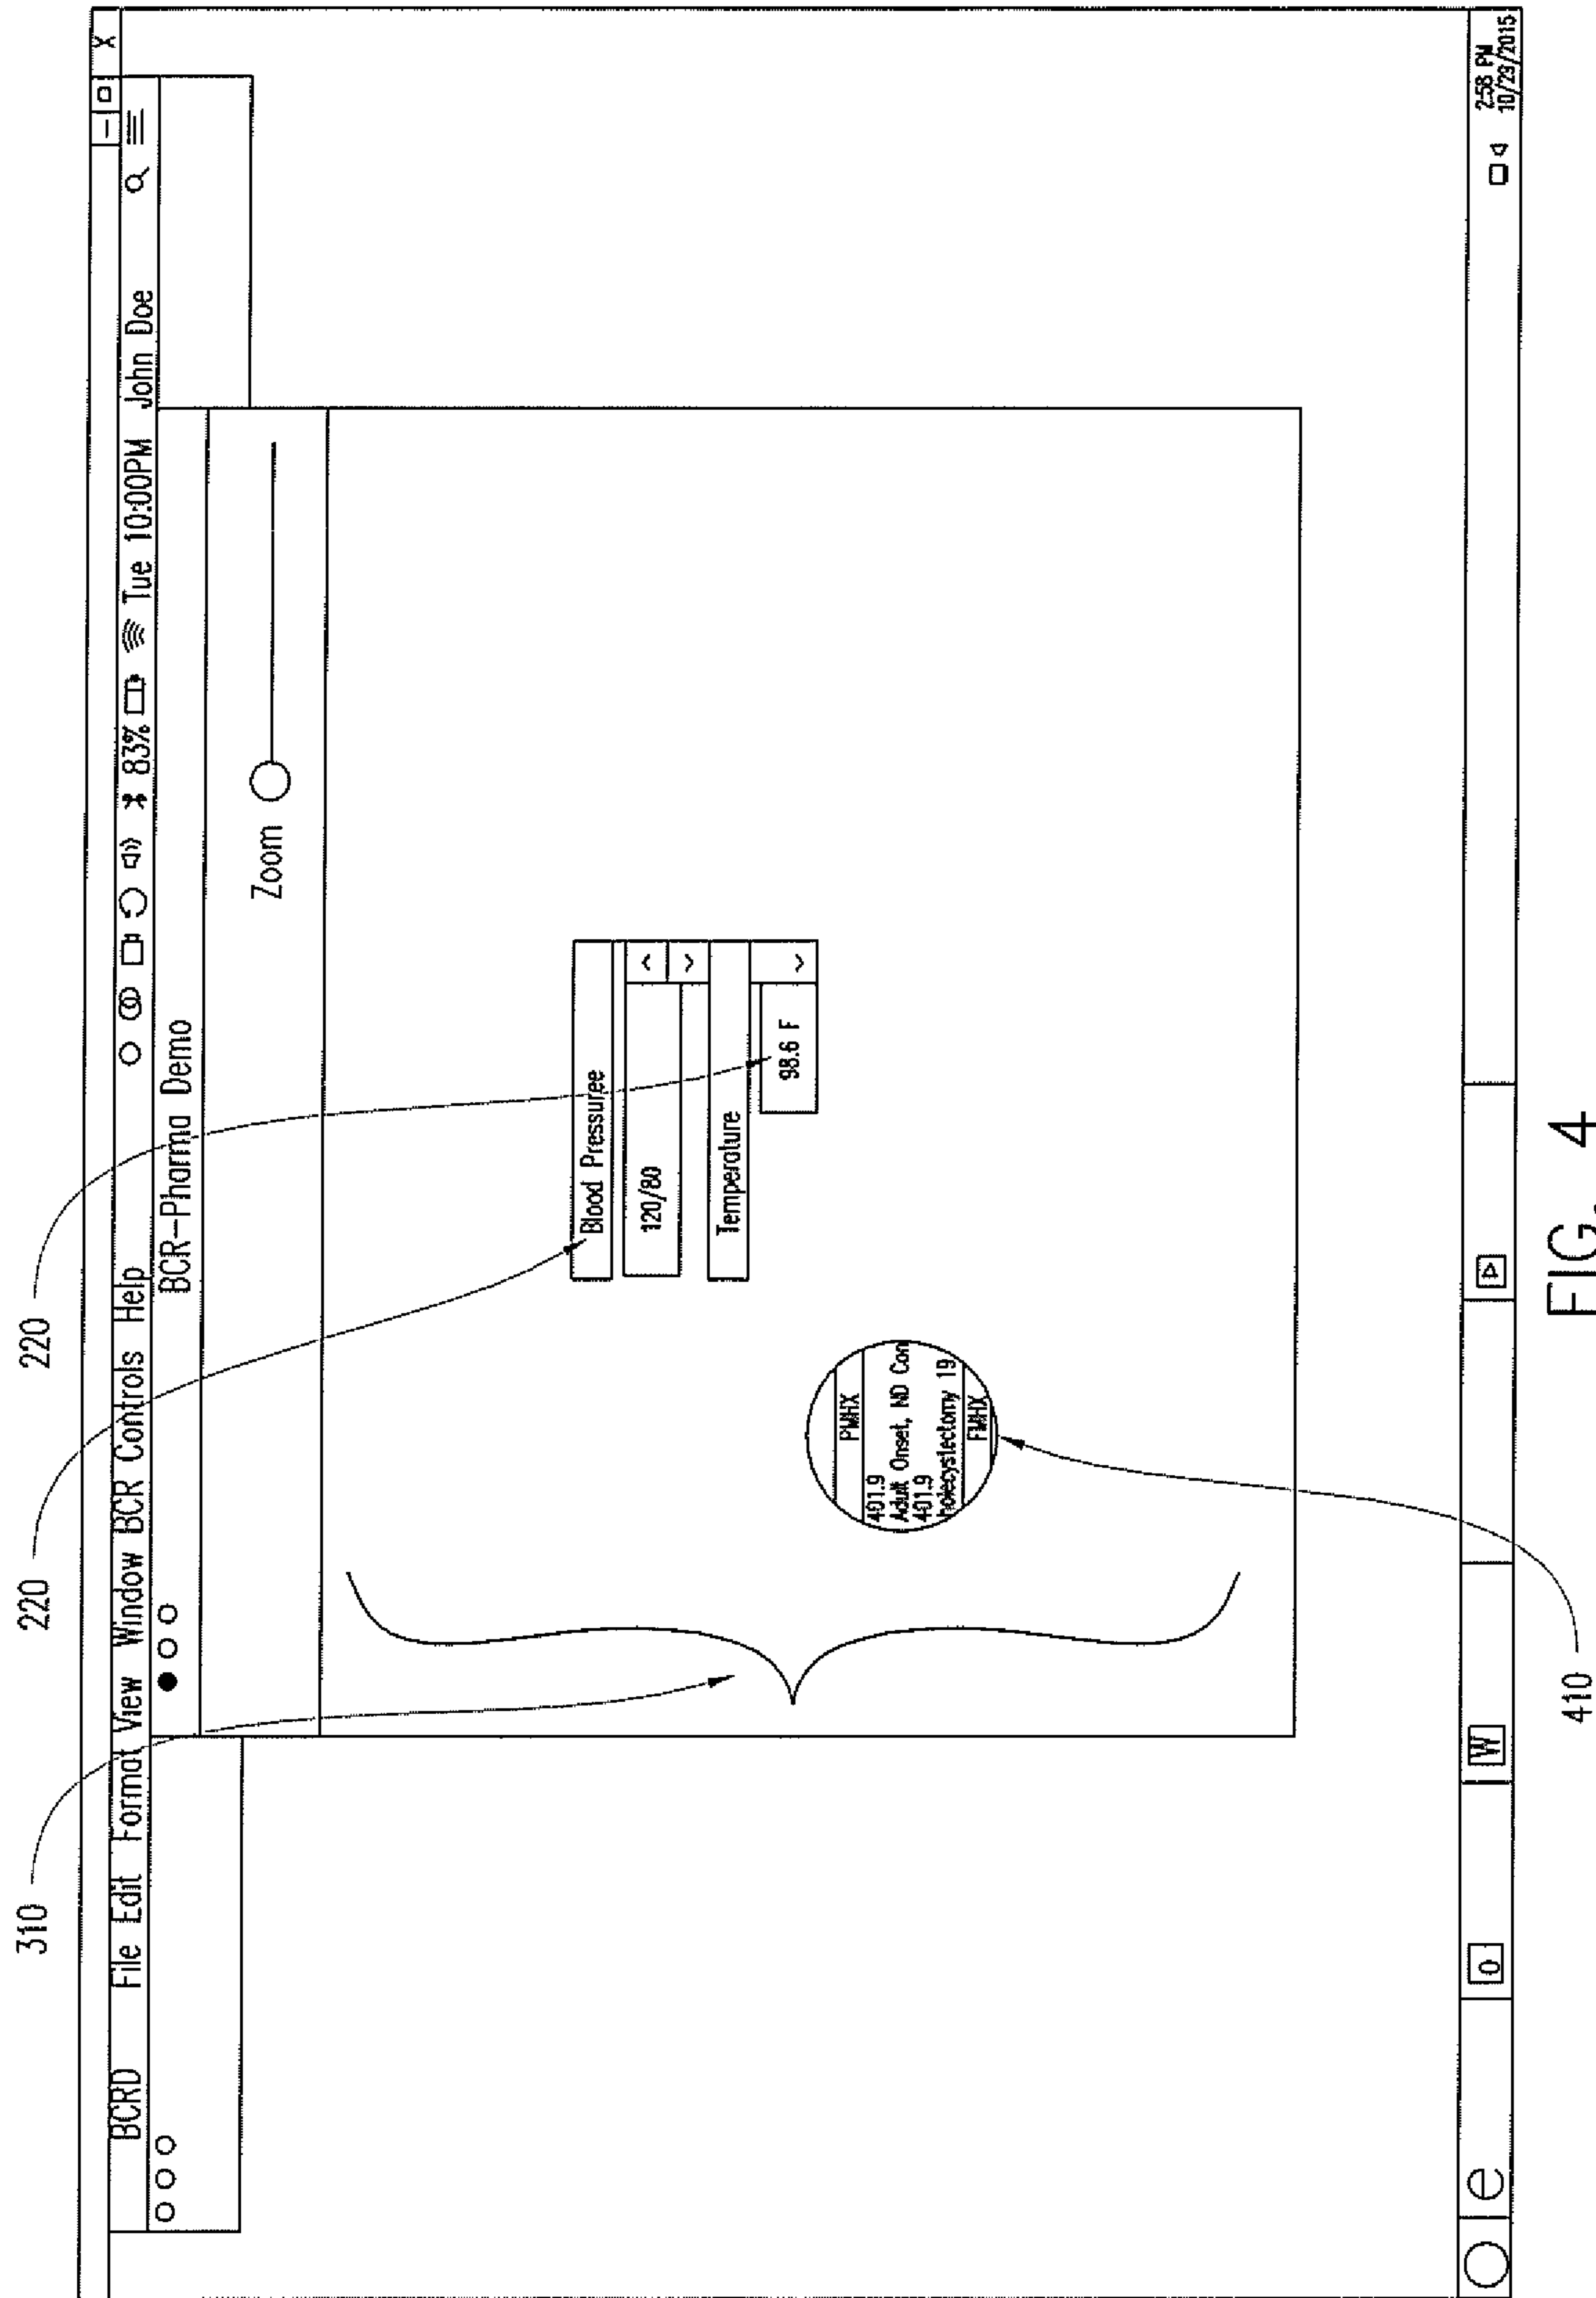 310
220
220
BCRD File Edit Format View Window BCR Controls Help 83% Tue 10:00PM John Doe
BCR-Pharma Demo
Zoom
Blood Pressuree
120/80
Temperature
98.6 F
PMHX
401.9
Adult Onset, ND Con
401.9
holecystectomy 19
FMHX
e
o
W
2:58 PM
10/29/2015
410
FIG. 4